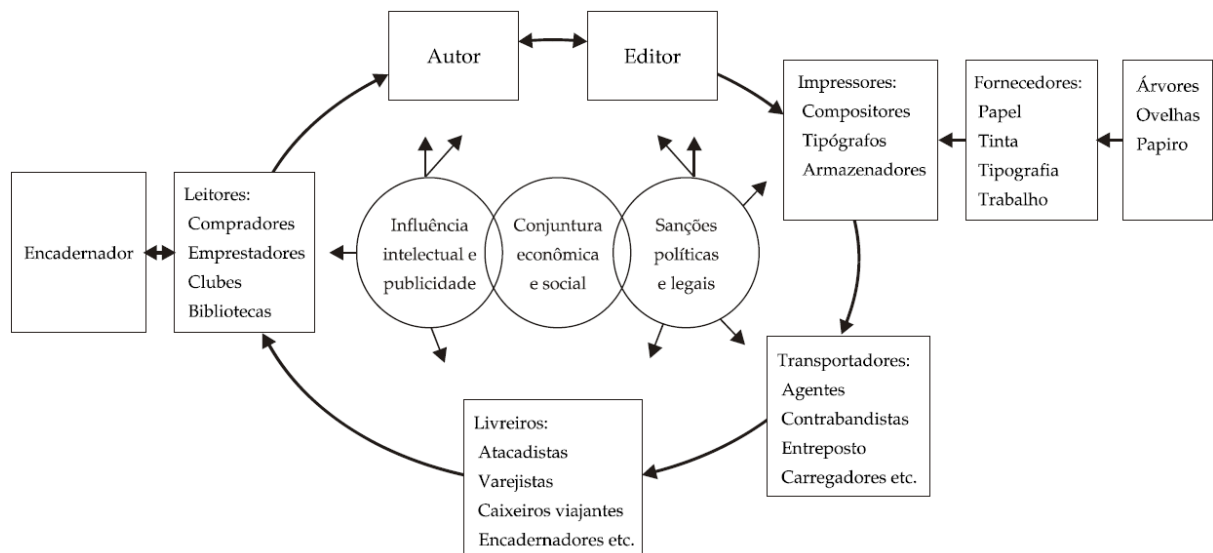 Autor
Editor
Impressores:
Compositores
Tipógrafos
Armazenadores
Fornecedores:
Papel
Tinta
Tipografia
Trabalho
Árvores
Ovelhas
Papiro
Encadernador
Leitores:
Compradores
Emprestadores
Clubes
Bibliotecas
Influência
intelectual e
publicidade
Conjuntura
econômica
e social
Sanções
políticas
e legais
Transportadores:
Agentes
Contrabandistas
Entreposto
Carregadores etc.
Livreiros:
Atacadistas
Varejistas
Caixeiros viajantes
Encadernadores etc.